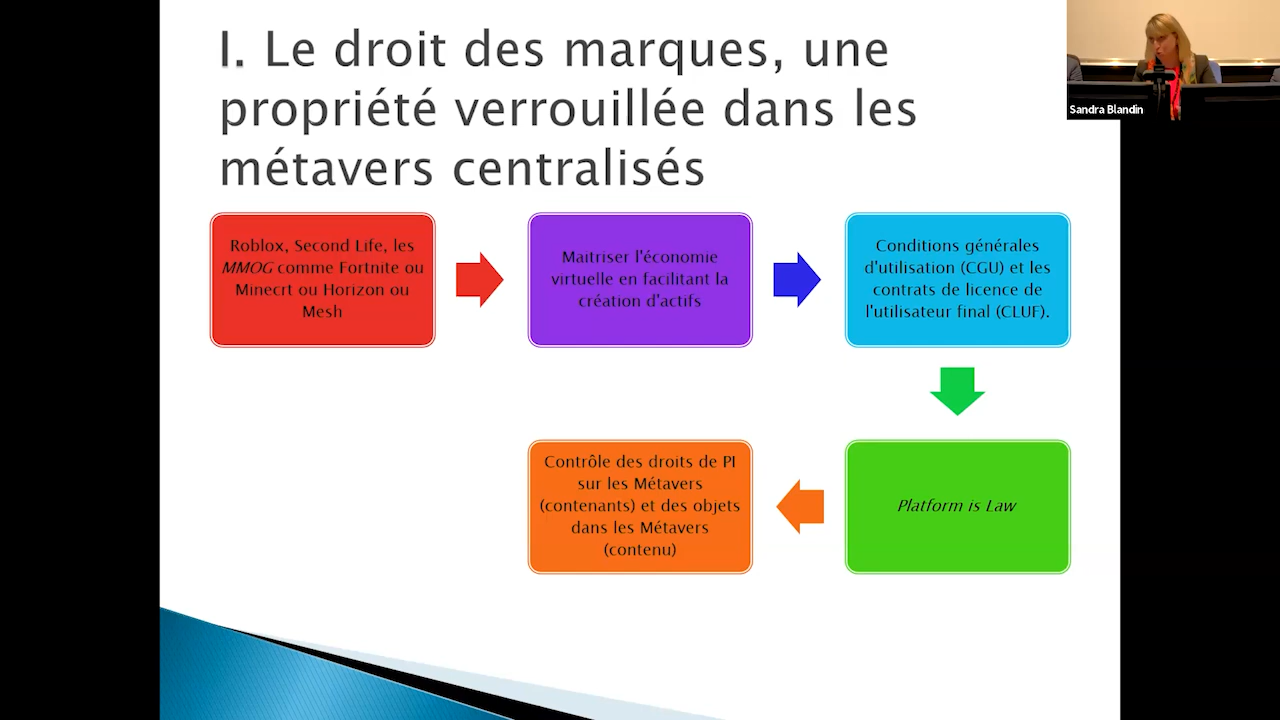 I. Le droit des marques, une
propriété verrouillée dans les
métavers centralisés
Sandra Blandin
Roblox, Second Life, les
MMOG comme Fortnite ou
Minecrt ou Horizon ou
Mesh
Maitriser l'économie
virtuelle en facilitant la
création d'actifs
Conditions générales
d'utilisation (CGU) et les
contrats de licence de
l'utilisateur final (CLUF).
Platform is Law
Contrôle des droits de PI
sur les Métavers
(contenants) et des objets
dans les Métavers
(contenu)